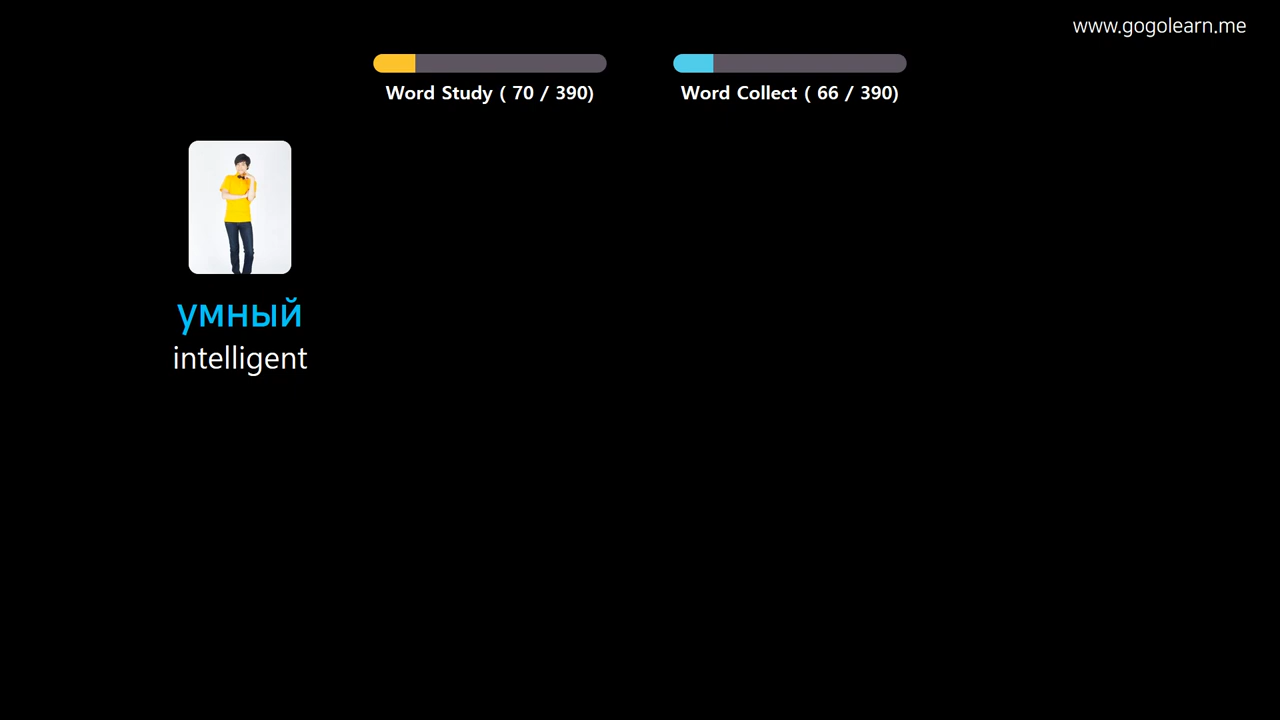 www.gogolearn.me
Word Study ( 70 / 390)
Word Collect ( 66 / 390)
умный
intelligent